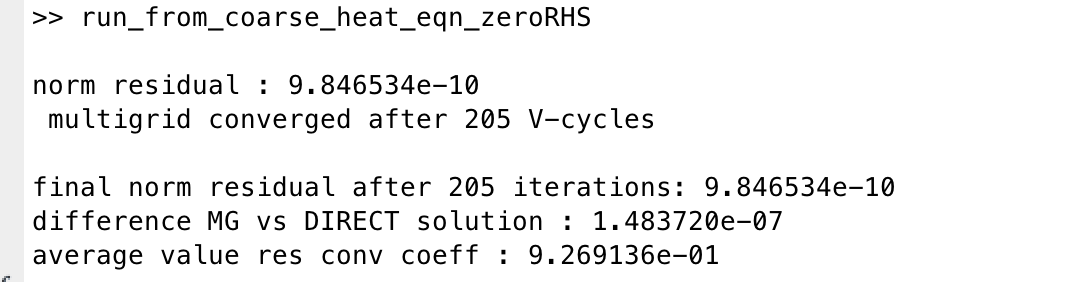 >> run_from_coarse_heat_eqn_zeroRHS
norm residual : 9.846534e-10
multigrid converged after 205 V-cycles
final norm residual after 205 iterations: 9.846534e-10
difference MG vs DIRECT solution : 1.483720e-07
average value res conv coeff : 9.269136e-01